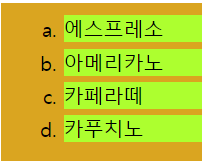 a. 에스프레소
b. 아메리카노
c. 카페라떼
d. 카푸치노